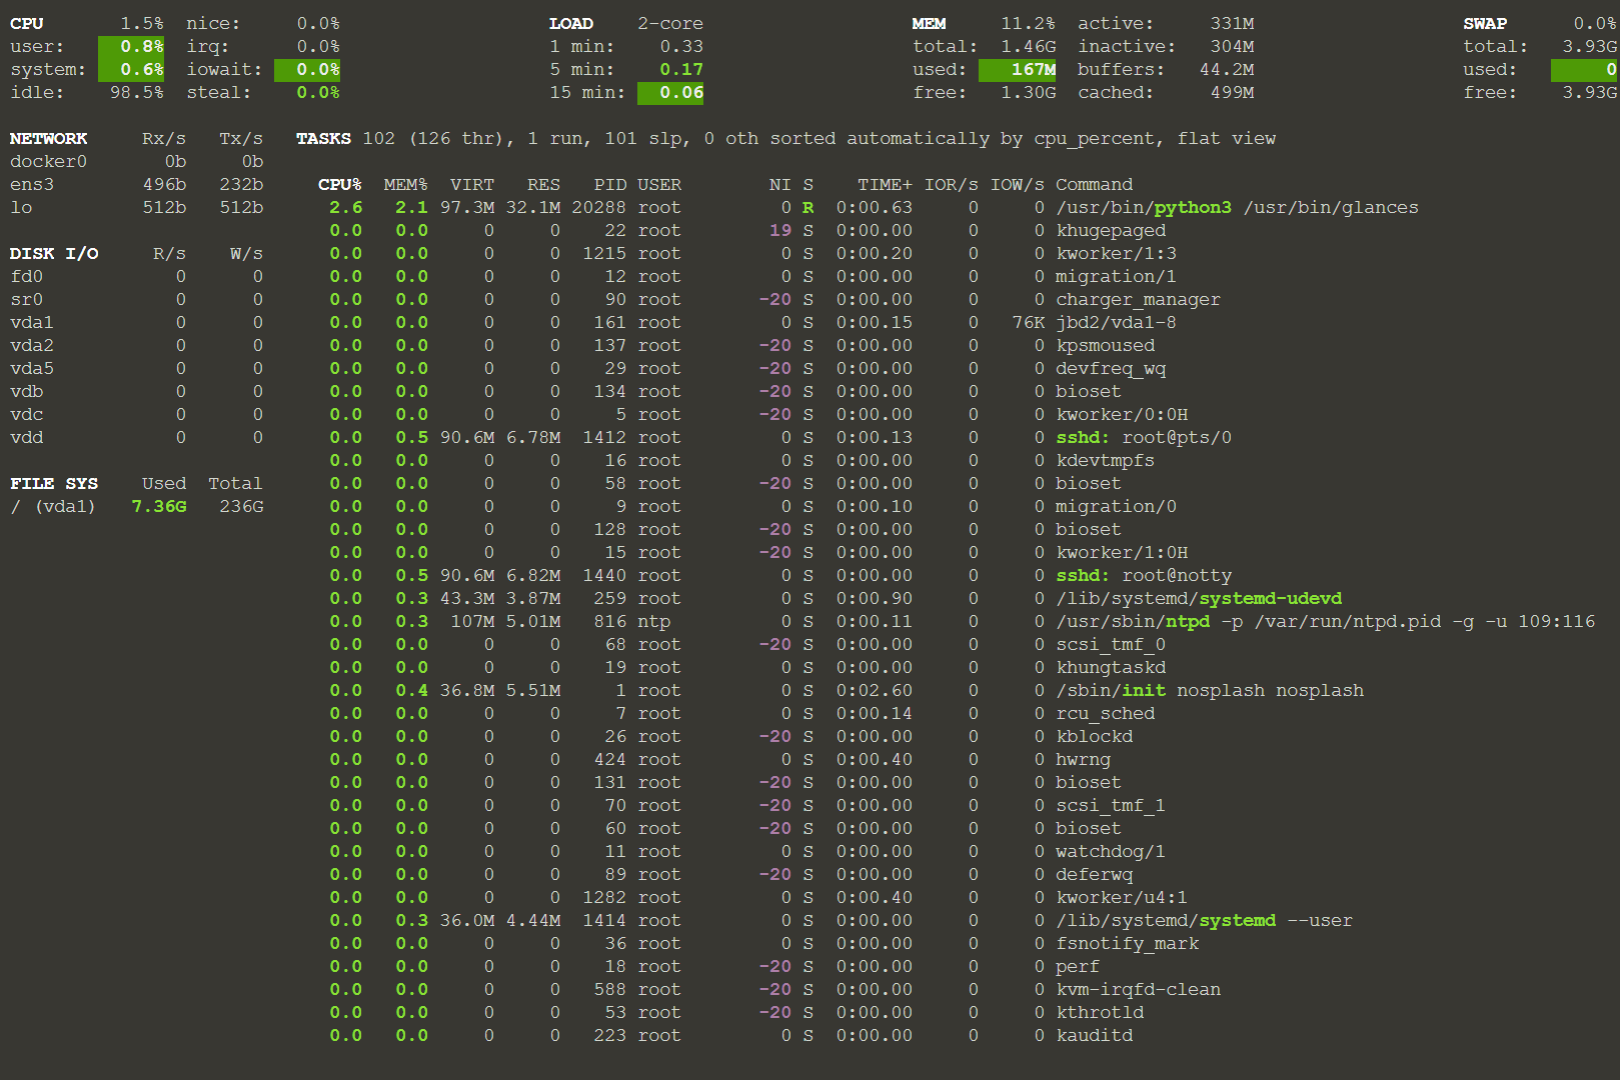 CPU 1.5% nice: 0.0% LOAD 2-core MEM 11.2% active: 331M SWAP 0.0%
user: 0.8% irq: 0.0% 1 min: 0.33 total: 1.46G inactive: 304M total: 3.93G
system: 0.6% iowait: 0.0% 5 min: 0.17 used: 167M buffers: 44.2M used: 0
idle: 98.5% steal: 0.0% 15 min: 0.06 free: 1.30G cached: 499M free: 3.93G
NETWORK Rx/s Tx/s TASKS 102 (126 thr), 1 run, 101 slp, 0 oth sorted automatically by cpu_percent, flat view
docker0 0b 0b
ens3 496b 232b CPU% MEM% VIRT RES PID USER NI S TIME+ IOR/s IOW/s Command
lo 512b 512b 2.6 2.1 97.3M 32.1M 20288 root 0 R 0:00.63 0 0 /usr/bin/python3 /usr/bin/glances
0.0 0.0 0 0 22 root 19 S 0:00.00 0 0 khugepaged
DISK I/O R/s W/s 0.0 0.0 0 0 1215 root 0 S 0:00.20 0 0 kworker/1:3
fd0 0 0 0.0 0.0 0 0 12 root 0 S 0:00.00 0 0 migration/1
sr0 0 0 0.0 0.0 0 0 90 root -20 S 0:00.00 0 0 charger_manager
vda1 0 0 0.0 0.0 0 0 161 root 0 S 0:00.15 0 76K jbd2/vda1-8
vda2 0 0 0.0 0.0 0 0 137 root -20 S 0:00.00 0 0 kpsmoused
vda5 0 0 0.0 0.0 0 0 29 root -20 S 0:00.00 0 0 devfreq_wq
vdb 0 0 0.0 0.0 0 0 134 root -20 S 0:00.00 0 0 bioset
vdc 0 0 0.0 0.0 0 0 5 root -20 S 0:00.00 0 0 kworker/0:0H
vdd 0 0 0.0 0.5 90.6M 6.78M 1412 root 0 S 0:00.13 0 0 sshd: root@pts/0
0.0 0.0 0 0 16 root 0 S 0:00.00 0 0 kdevtmpfs
FILE SYS Used Total 0.0 0.0 0 0 58 root -20 S 0:00.00 0 0 bioset
/ (vda1) 7.36G 236G 0.0 0.0 0 0 9 root 0 S 0:00.10 0 0 migration/0
0.0 0.0 0 0 128 root -20 S 0:00.00 0 0 bioset
0.0 0.0 0 0 15 root -20 S 0:00.00 0 0 kworker/1:0H
0.0 0.5 90.6M 6.82M 1440 root 0 S 0:00.00 0 0 sshd: root@notty
0.0 0.3 43.3M 3.87M 259 root 0 S 0:00.90 0 0 /lib/systemd/systemd-udevd
0.0 0.3 107M 5.01M 816 ntp 0 S 0:00.11 0 0 /usr/sbin/ntpd -p /var/run/ntpd.pid -g -u 109:116
0.0 0.0 0 0 68 root -20 S 0:00.00 0 0 scsi_tmf_0
0.0 0.0 0 0 19 root 0 S 0:00.00 0 0 khungtaskd
0.0 0.4 36.8M 5.51M 1 root 0 S 0:02.60 0 0 /sbin/init nosplash nosplash
0.0 0.0 0 0 7 root 0 S 0:00.14 0 0 rcu_sched
0.0 0.0 0 0 26 root -20 S 0:00.00 0 0 kblockd
0.0 0.0 0 0 424 root 0 S 0:00.40 0 0 hwrng
0.0 0.0 0 0 131 root -20 S 0:00.00 0 0 bioset
0.0 0.0 0 0 70 root -20 S 0:00.00 0 0 scsi_tmf_1
0.0 0.0 0 0 60 root -20 S 0:00.00 0 0 bioset
0.0 0.0 0 0 11 root 0 S 0:00.00 0 0 watchdog/1
0.0 0.0 0 0 89 root -20 S 0:00.00 0 0 deferwq
0.0 0.0 0 0 1282 root 0 S 0:00.40 0 0 kworker/u4:1
0.0 0.3 36.0M 4.44M 1414 root 0 S 0:00.00 0 0 /lib/systemd/systemd --user
0.0 0.0 0 0 36 root 0 S 0:00.00 0 0 fsnotify_mark
0.0 0.0 0 0 18 root -20 S 0:00.00 0 0 perf
0.0 0.0 0 0 588 root -20 S 0:00.00 0 0 kvm-irqfd-clean
0.0 0.0 0 0 53 root -20 S 0:00.00 0 0 kthrotld
0.0 0.0 0 0 223 root 0 S 0:00.00 0 0 kauditd